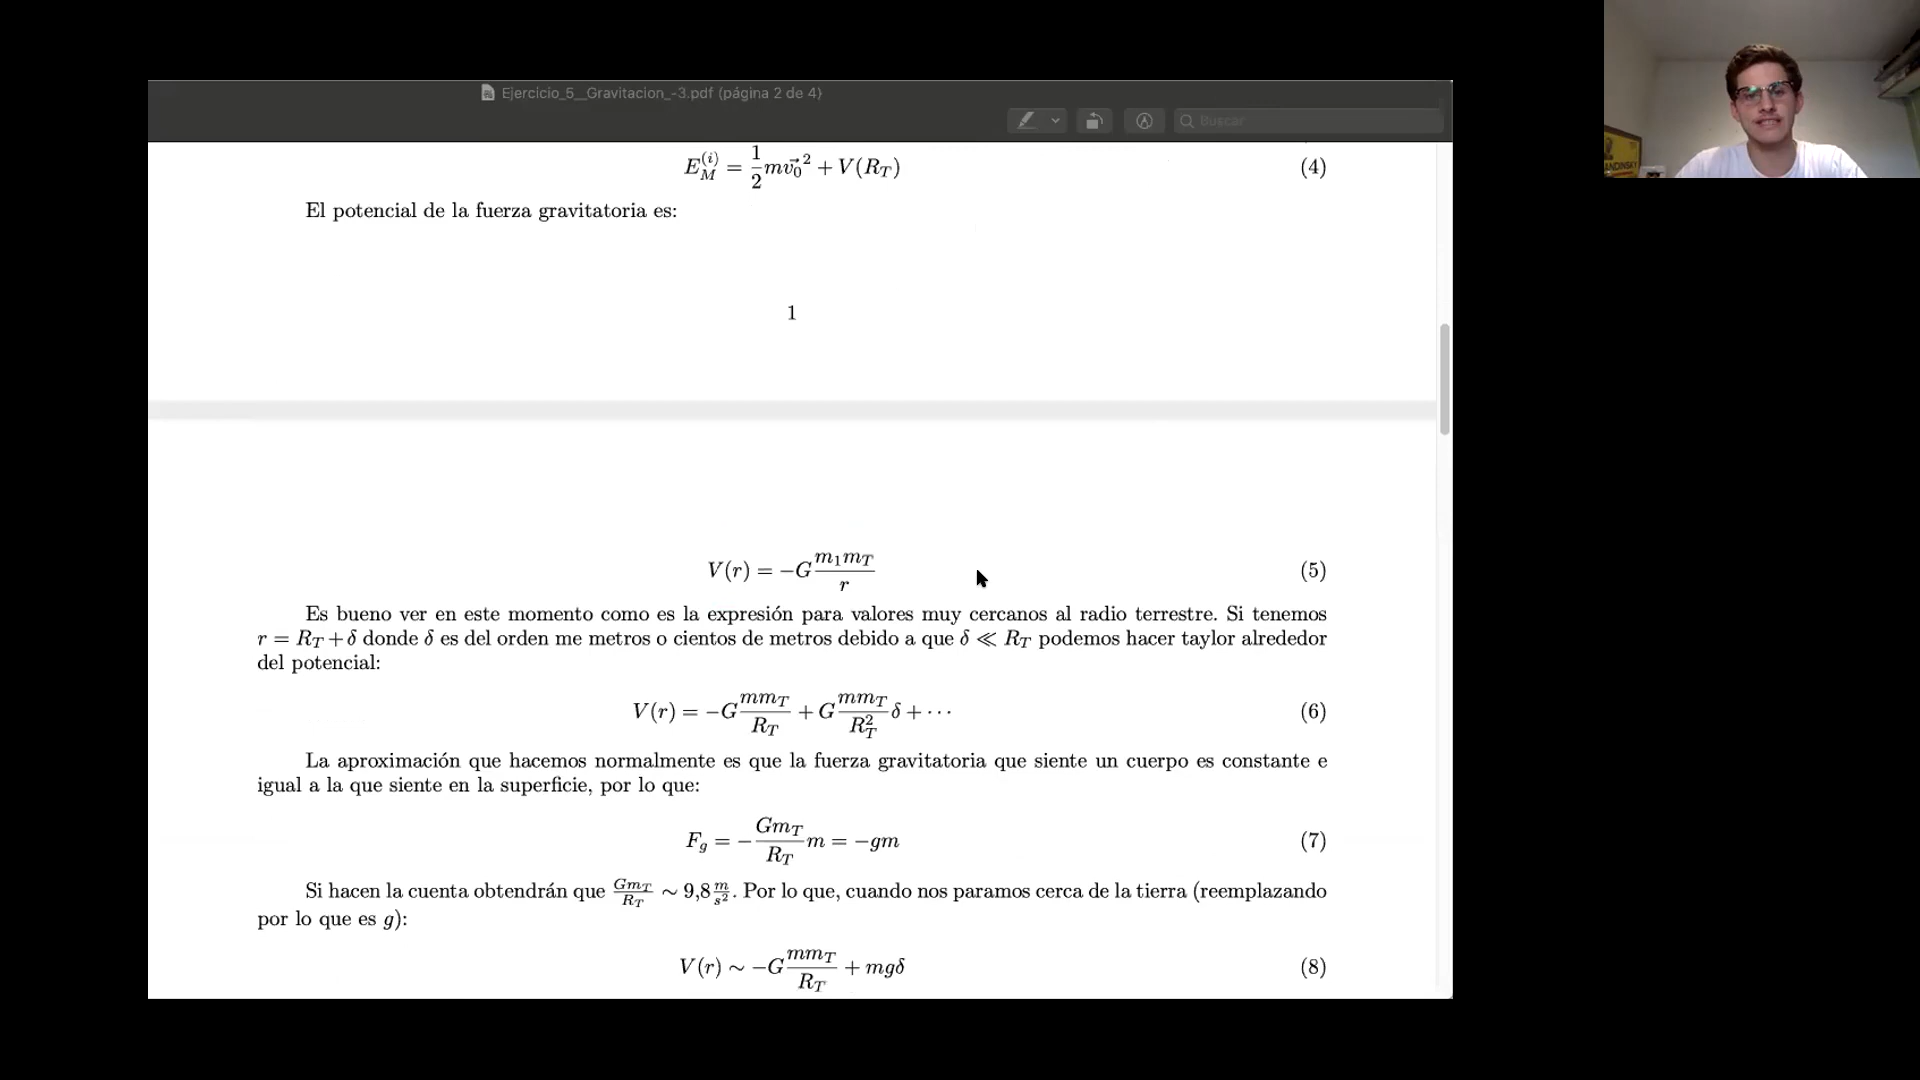 Ejercicio_5__Gravitacion_-3.pdf (página 2 de 4)
Buscar
E_M^{(i)} = \frac{1}{2} m\vec{v_0}^2 + V(R_T) (4)
El potencial de la fuerza gravitatoria es:
1
V(r) = -G\frac{m_1 m_T}{r} (5)
Es bueno ver en este momento como es la expresión para valores muy cercanos al radio terrestre. Si tenemos
r = R_T + δ donde δ es del orden me metros o cientos de metros debido a que δ ≪ R_T podemos hacer taylor alrededor
del potencial:
V(r) = -G\frac{mm_T}{R_T} + G\frac{mm_T}{R_T^2}δ + ··· (6)
La aproximación que hacemos normalmente es que la fuerza gravitatoria que siente un cuerpo es constante e
igual a la que siente en la superficie, por lo que:
F_g = -\frac{Gm_T}{R_T}m = -gm (7)
Si hacen la cuenta obtendrán que \frac{Gm_T}{R_T} ∼ 9,8\frac{m}{s^2}. Por lo que, cuando nos paramos cerca de la tierra (reemplazando
por lo que es g):
V(r) ∼ -G\frac{mm_T}{R_T} + mgδ (8)
ANDINSKY